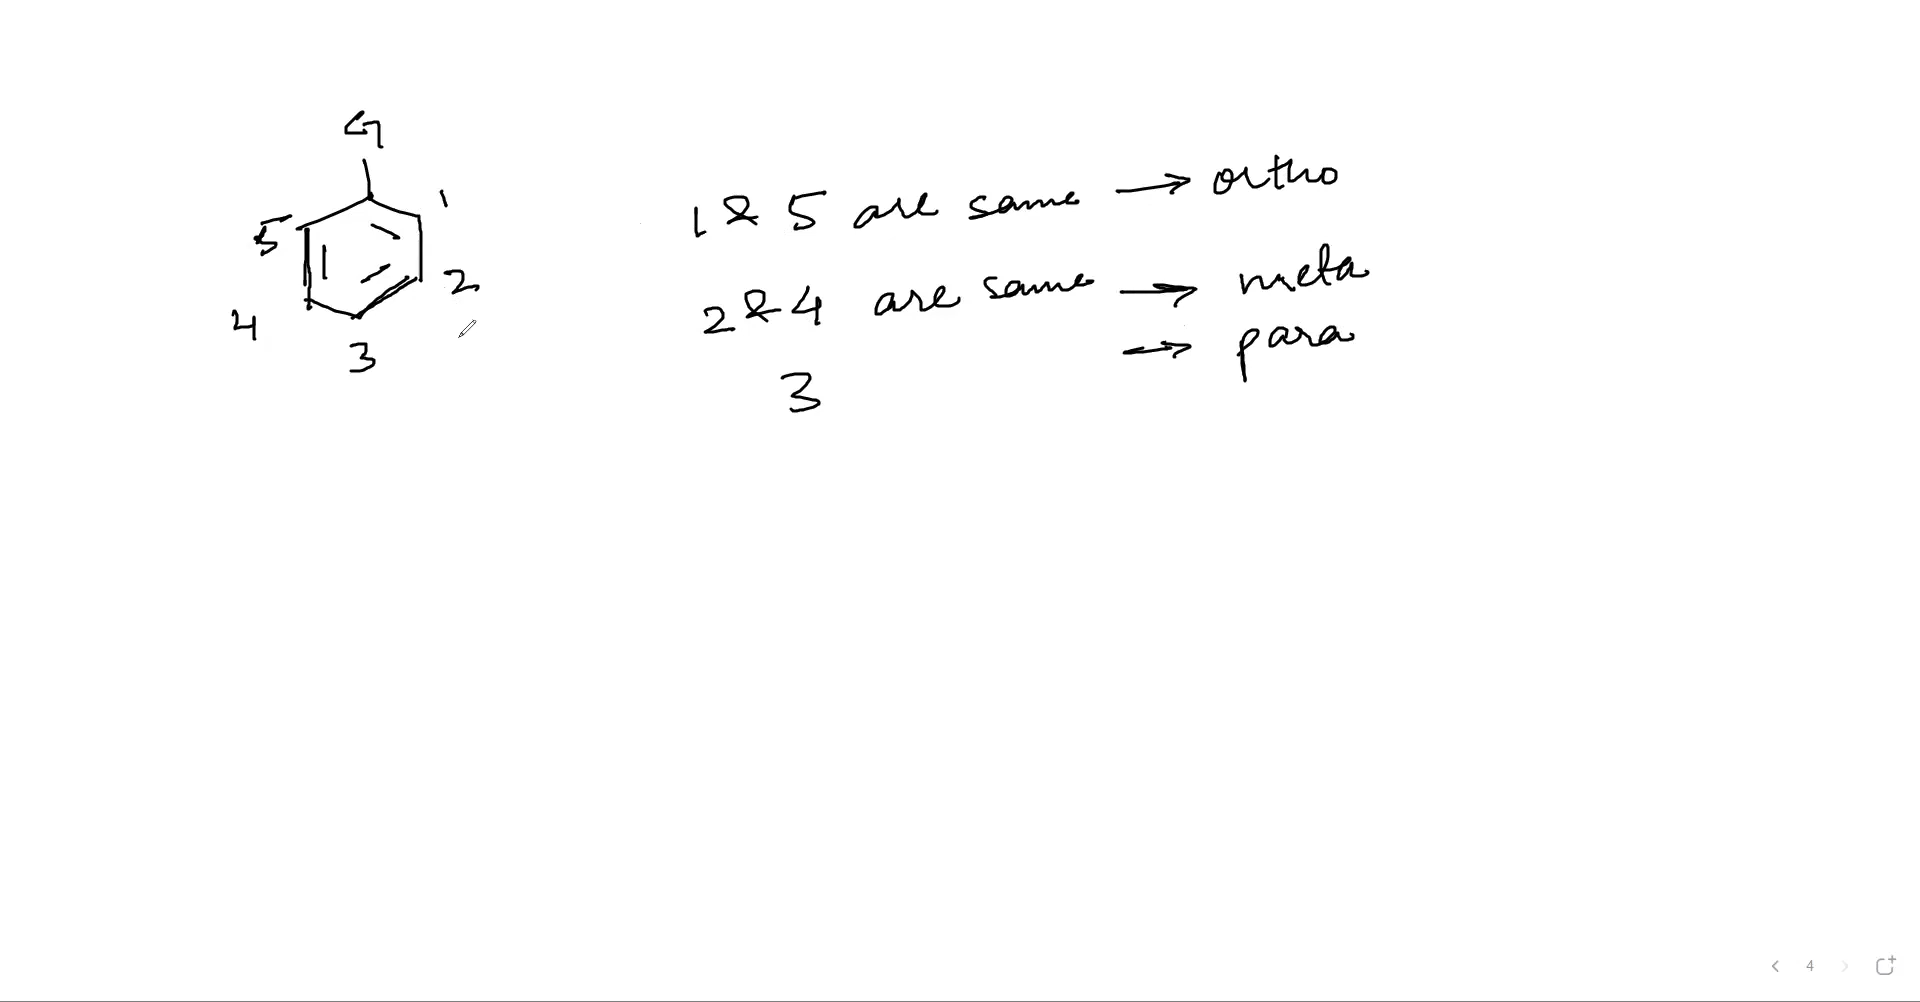 G
1
5
2
4
3
1 & 5 are same → ortho
2 & 4 are same → meta
3 → para
4